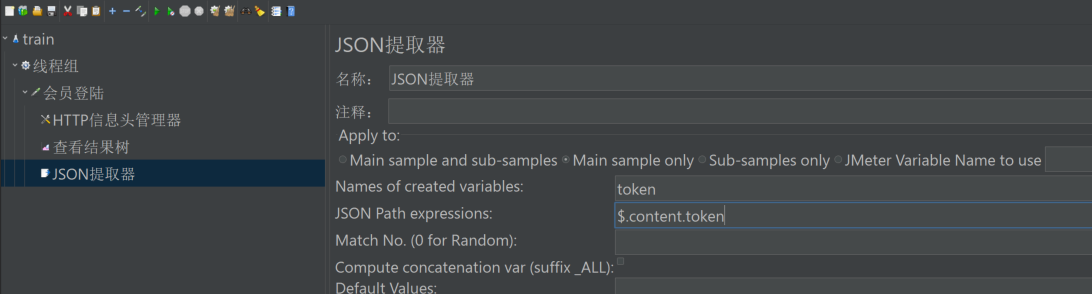 train
线程组
会员登陆
HTTP信息头管理器
查看结果树
JSON提取器
JSON提取器
名称： JSON提取器
注释：
Apply to:
Main sample and sub-samples Main sample only Sub-samples only JMeter Variable Name to use
Names of created variables: token
JSON Path expressions: $.content.token
Match No. (0 for Random):
Compute concatenation var (suffix _ALL):
Default Values: